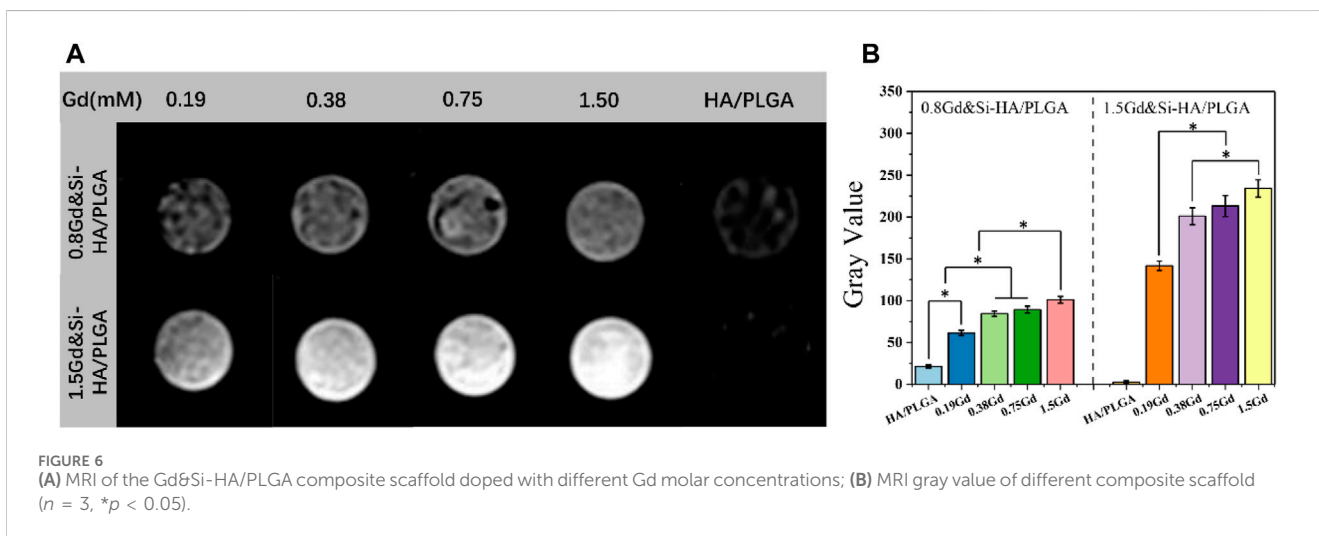 A
Gd(mM) 0.19 0.38 0.75 1.50 HA/PLGA
0.8Gd&Si-
HA/PLGA
1.5Gd&Si-
HA/PLGA
B
350
300
250
200
150
100
50
0
Gray Value
0.8Gd&Si-HA/PLGA
1.5Gd&Si-HA/PLGA
*
*
*
*
*
HA/PLGA
0.19Gd
0.38Gd
0.75Gd
1.5Gd
HA/PLGA
0.19Gd
0.38Gd
0.75Gd
1.5Gd
FIGURE 6
(A) MRI of the Gd&Si-HA/PLGA composite scaffold doped with different Gd molar concentrations; (B) MRI gray value of different composite scaffold
(n = 3, *p < 0.05).